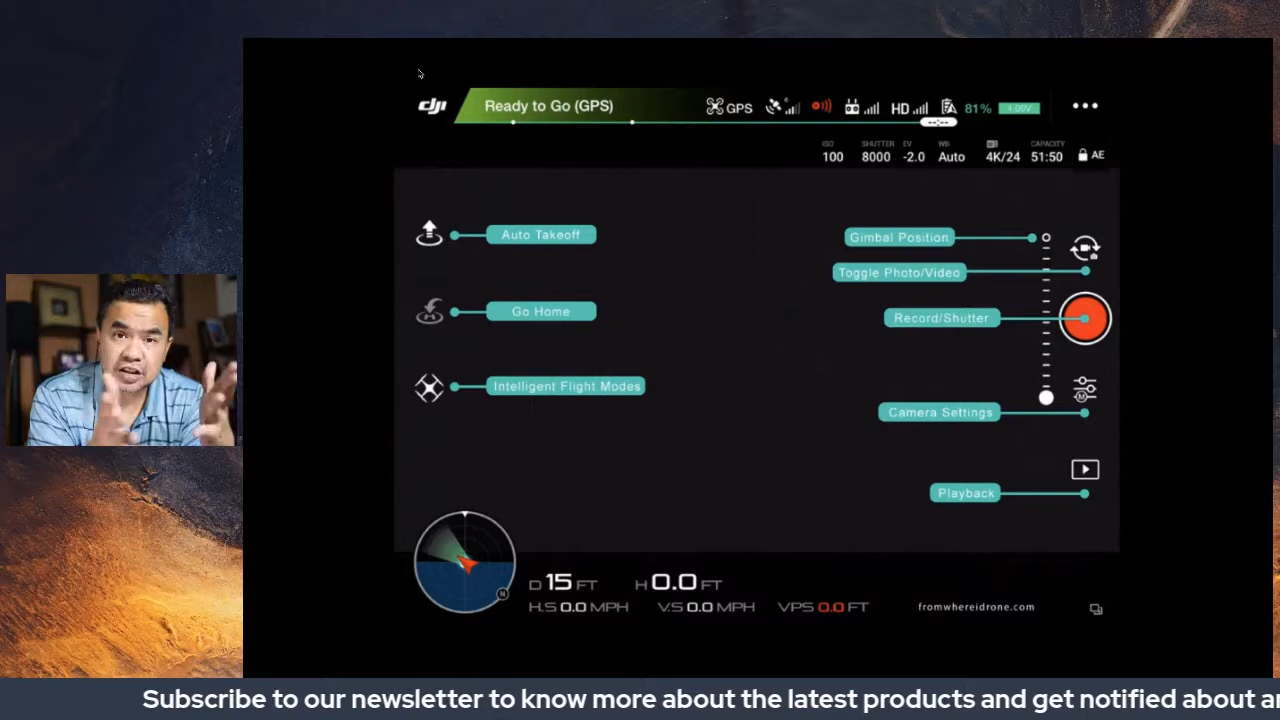 dji Ready to Go (GPS) GPS 6 HD 81%
ISO SHUTTER EV WB CAPACITY
100 8000 -2.0 Auto 4K/24 51:50 AE
Auto Takeoff
Go Home
Intelligent Flight Modes
Gimbal Position
Toggle Photo/Video
Record/Shutter
Camera Settings
M
Playback
N
D 15 FT H 0.0 FT
H.S 0.0 MPH V.S 0.0 MPH VPS 0.0 FT fromwhereidrone.com
Subscribe to our newsletter to know more about the latest products and get notified about